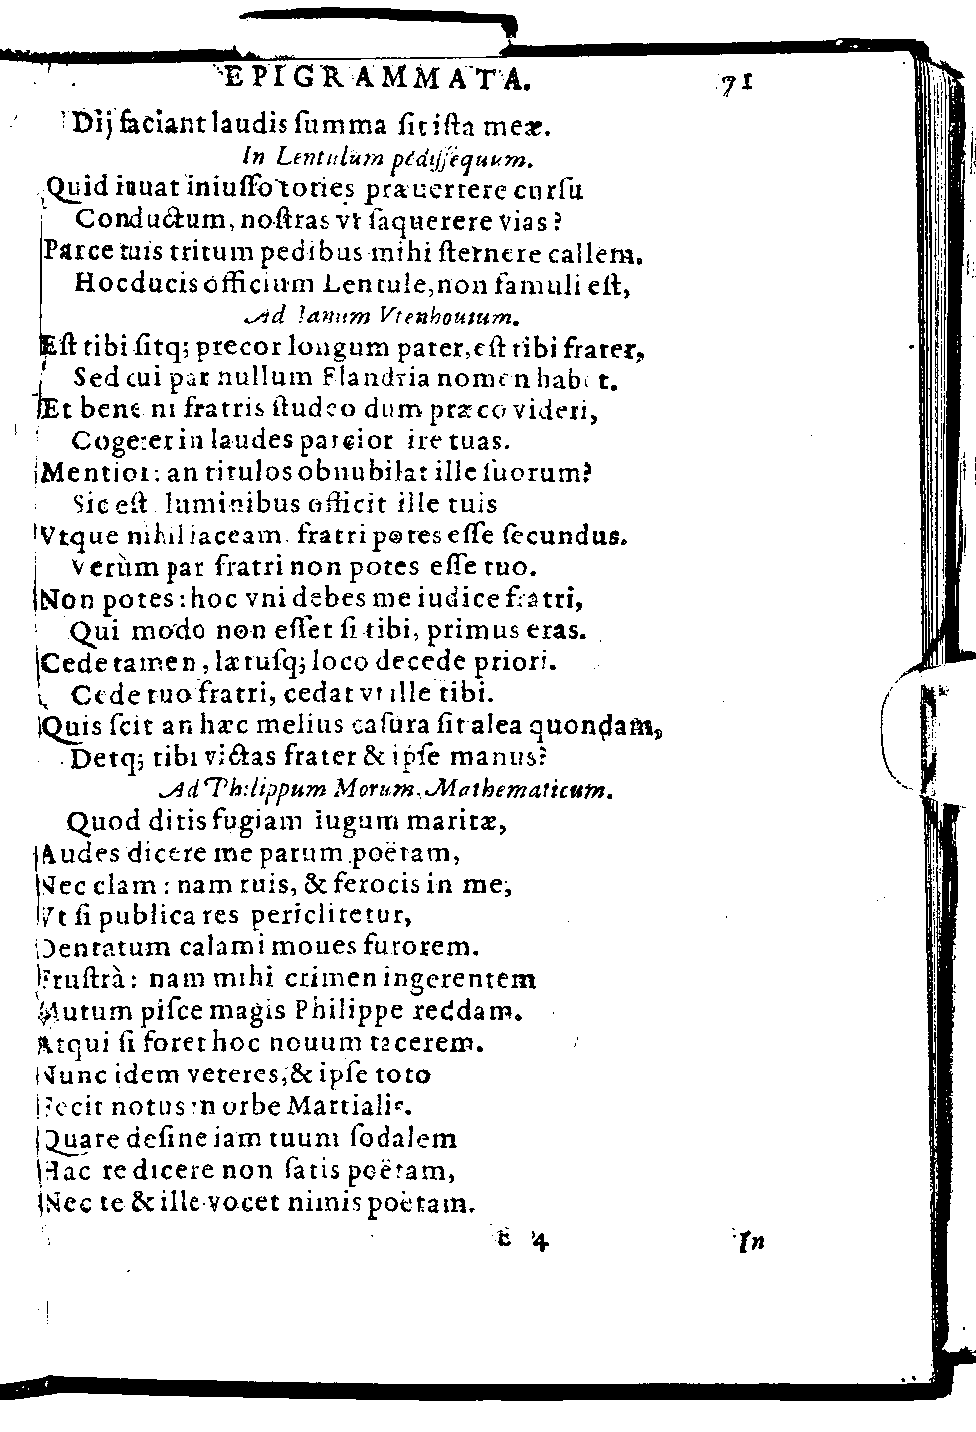 EPIGRAMMATA. 71
Dij faciant laudis ſumma ſit iſta meæ.
In Lentulum pediſſequum.
Quid iuuat iniuſſo toties præuertere curſu
Conductum, noſtras vt ſaquerere vias?
Parce tuis tritum pedibus mihi ſternere callem.
Hoc ducis officium Lentule, non famuli eſt,
Ad Ianum Vtenhouium.
Eſt tibi ſitq; precor longum pater, eſt tibi frater,
Sed cui par nullum Flandria nomen habet.
Et bene ni fratris ſtudeo dum præco videri,
Cogerer in laudes parcior ire tuas.
Mentior: an titulos obnubilat ille ſuorum?
Sic eſt luminibus officit ille tuis
Vtque nihil iaceam fratri potes eſſe ſecundus.
Verùm par fratri non potes eſſe tuo.
Non potes: hoc vni debes me iudice fratri,
Qui modo non eſſet ſi tibi, primus eras.
Cede tamen, lætuſq; loco decede priori.
Cede tuo fratri, cedat vt ille tibi.
Quis ſcit an hæc melius caſura ſit alea quondam,
Detq; tibi victas frater & ipſe manus?
Ad Philippum Morum Mathematicum.
Quod ditis fugiam iugum maritæ,
Audes dicere me parum poëtam,
Nec clam: nam ruis, & ferocis in me,
Vt ſi publica res periclitetur,
Dentatum calami moues furorem.
Fruſtrà: nam mihi crimen ingerentem
Mutum piſce magis Philippe reddam.
Atqui ſi foret hoc nouum tacerem.
Nunc idem veteres, & ipſe toto
Fecit notus in orbe Martialis.
Quare deſine iam tuum ſodalem
Hac re dicere non ſatis poëtam,
Nec te & ille vocet nimis poëtam.
E 4 In